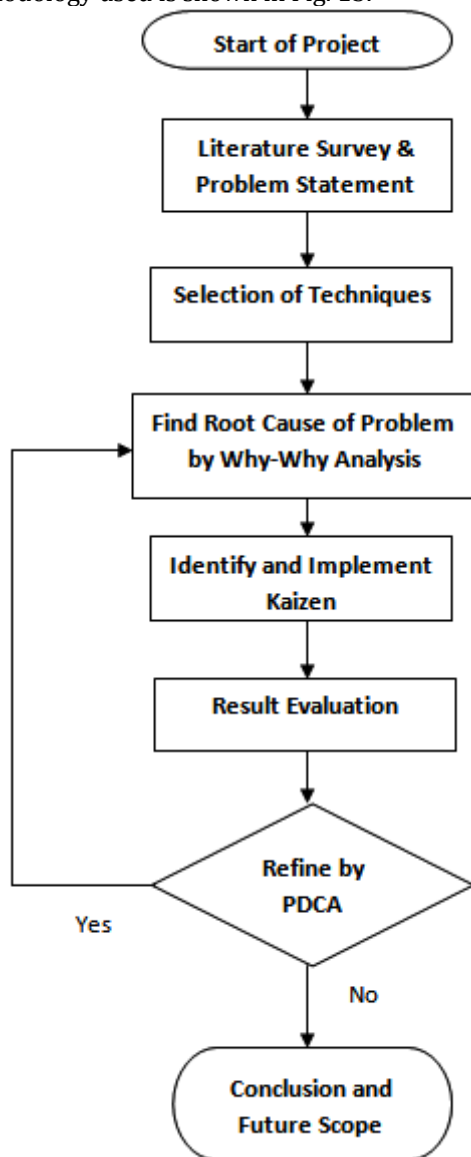 used is shown in Fig.
Start of Project
Literature Survey &
Problem Statement
Selection of Techniques
Find Root Cause of Problem
by Why-Why Analysis
Identify and Implement
Kaizen
Result Evaluation
Refine by
PDCA
Yes
No
Conclusion and
Future Scope